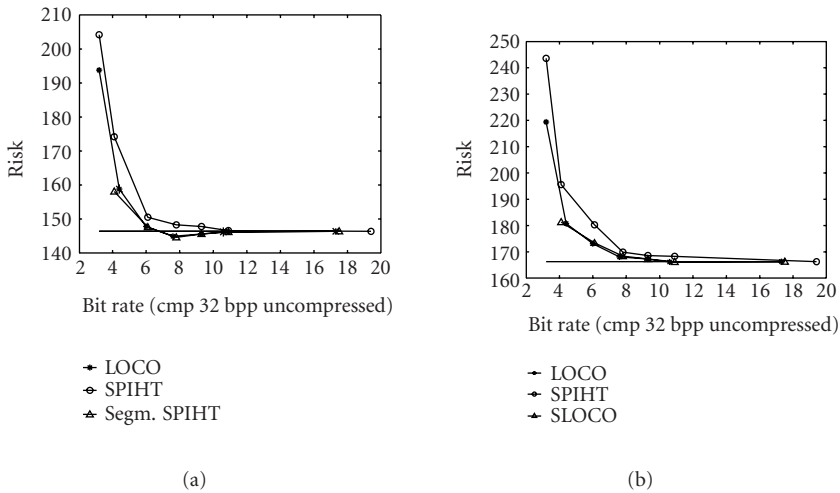 210
200
190
180
170
160
150
140
Risk
2 4 6 8 10 12 14 16 18 20
Bit rate (cmp 32 bpp uncompressed)
LOCO
SPIHT
Segm. SPIHT
(a)
250
240
230
220
210
200
190
180
170
160
Risk
2 4 6 8 10 12 14 16 18 20
Bit rate (cmp 32 bpp uncompressed)
LOCO
SPIHT
SLOCO
(b)